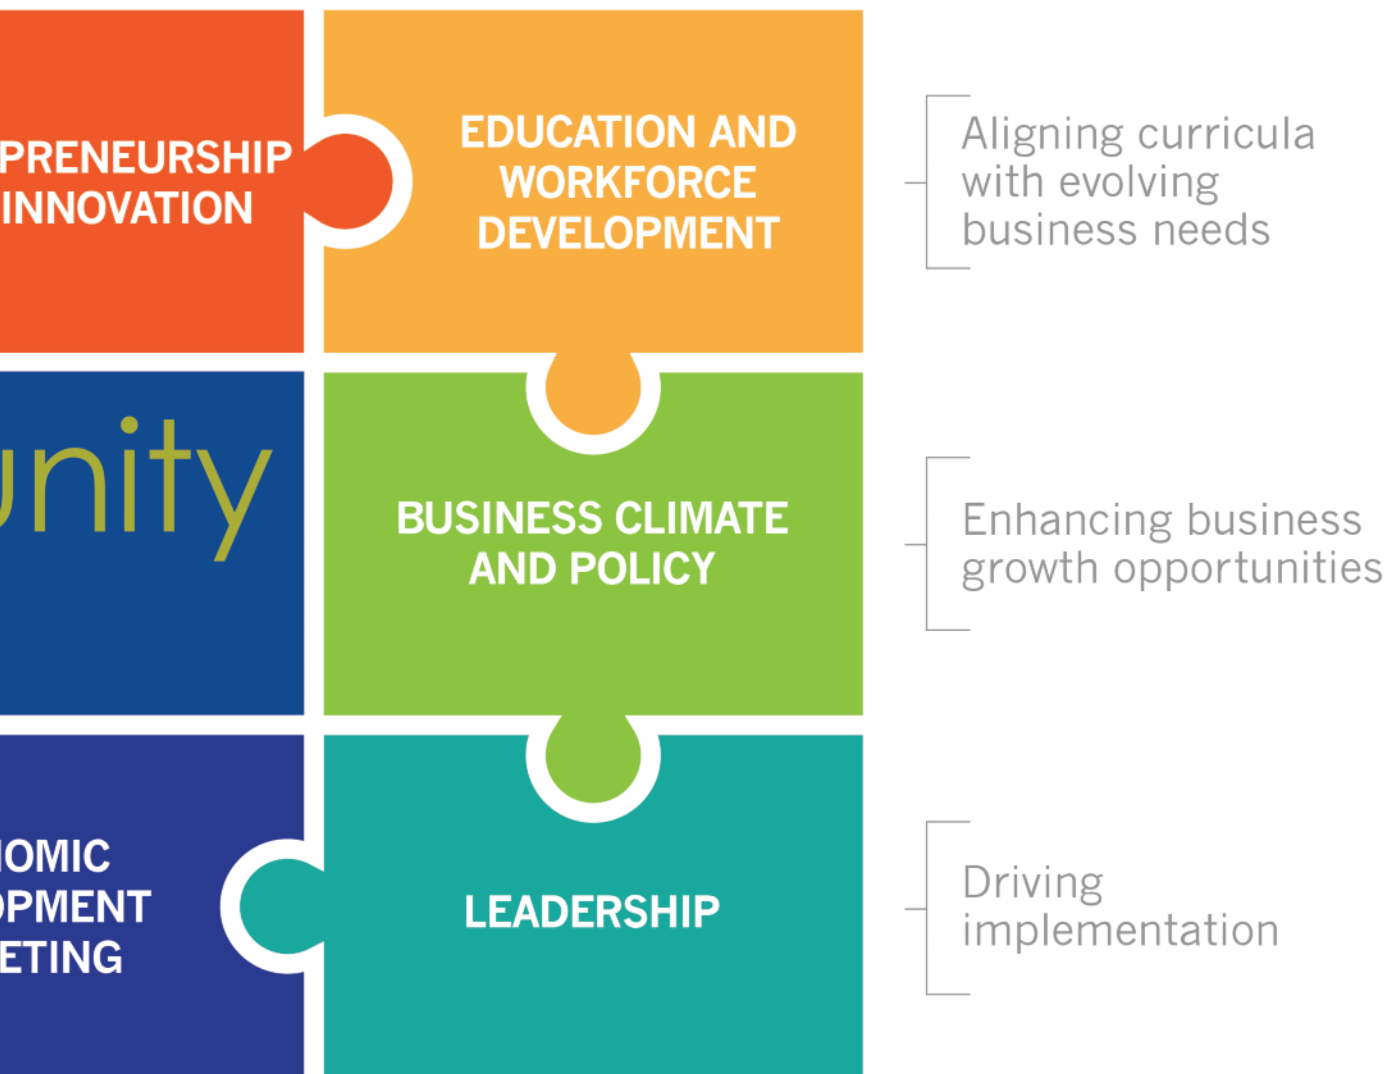 PRENEURSHIP
INNOVATION
EDUCATION AND
WORKFORCE
DEVELOPMENT
Aligning curricula
with evolving
business needs
unity
BUSINESS CLIMATE
AND POLICY
Enhancing business
growth opportunities
OMIC
OPMENT
ETING
LEADERSHIP
Driving
implementation